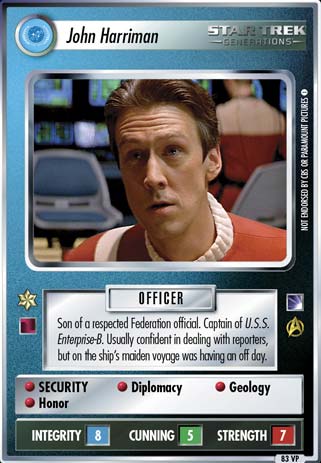 John Harriman
STAR TREK
GENERATIONS
NOT ENDORSED BY CBS OR PARAMOUNT PICTURES
OFFICER
Son of a respected Federation official. Captain of U.S.S.
Enterprise-B. Usually confident in dealing with reporters,
but on the ship's maiden voyage was having an off day.
SECURITY Diplomacy Geology
Honor
INTEGRITY 8 CUNNING 5 STRENGTH 7
83 VP